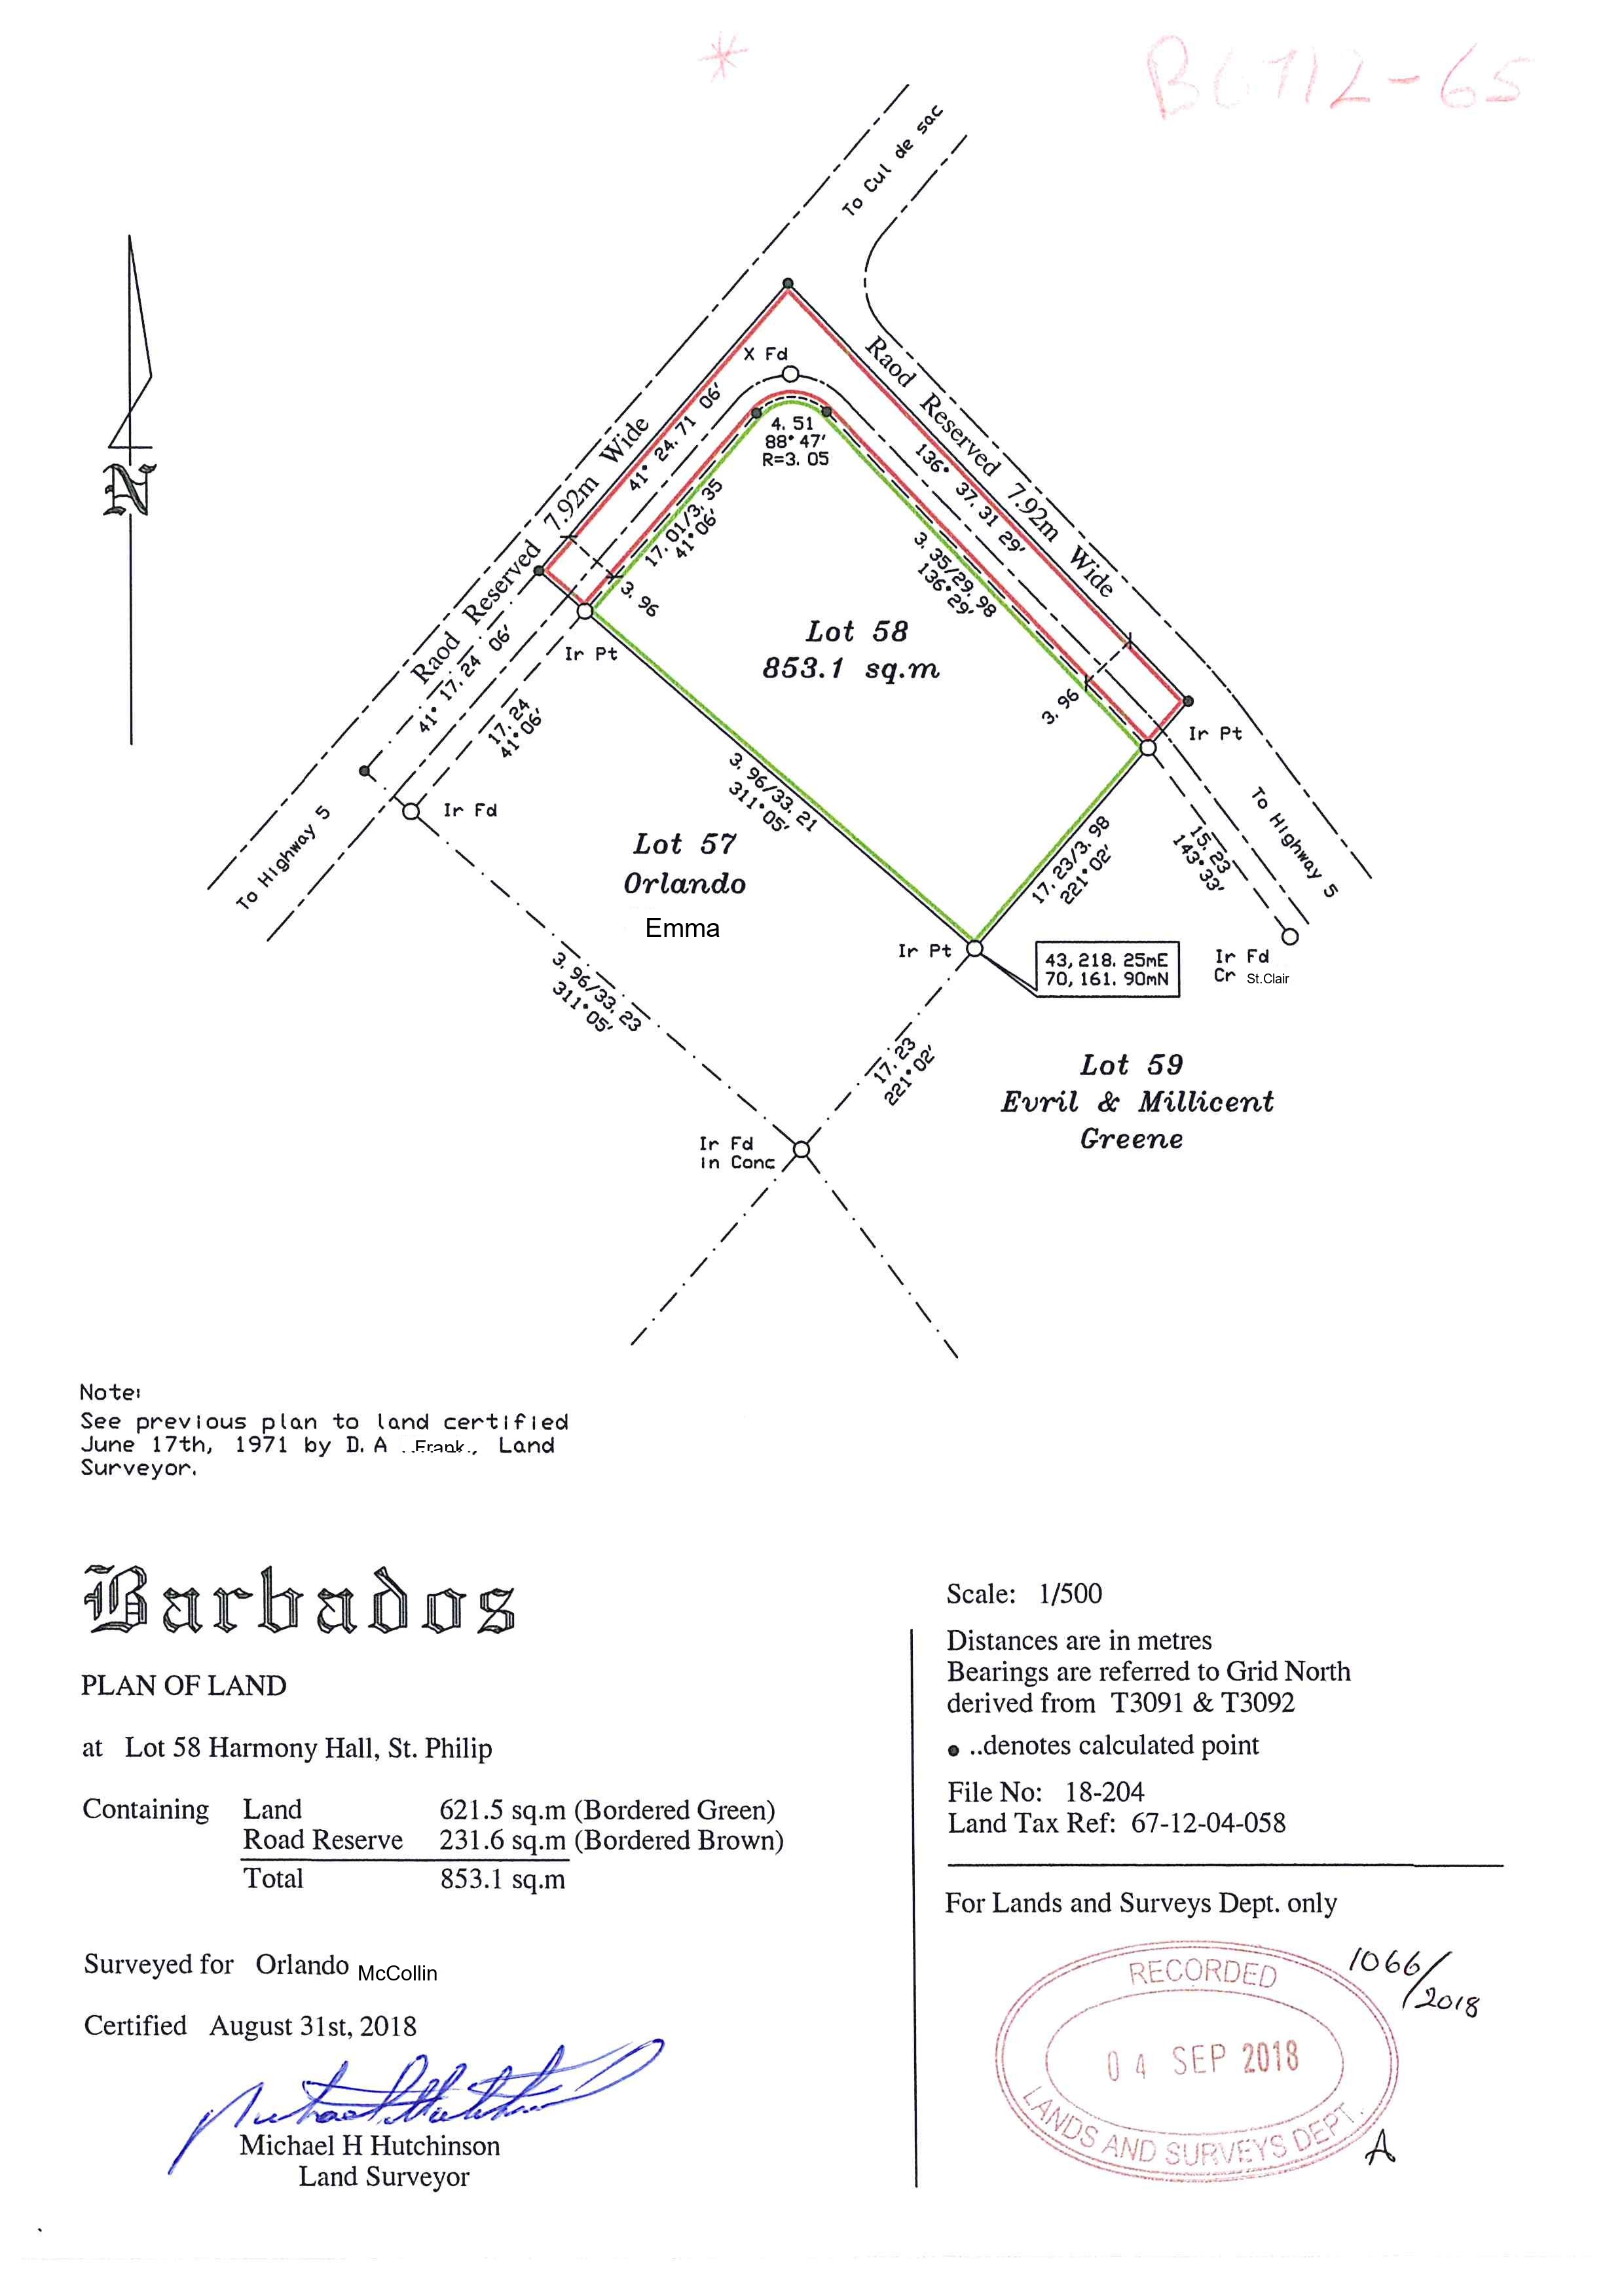 B6712-65
To Cul de sac
X Fd
Raod Reserved 7.92m Wide
Raod Reserved 7.92m Wide
41° 24.71 06'
4.51
88°47'
R=3.05
136° 37.31 29'
17.01/3.35
41°06'
3.35/29.98
136°29'
3.96
Lot 58
853.1 sq.m
Ir Pt
41° 17.24 06'
17.24
41°06'
3.96
Ir Pt
Ir Fd
3.96/33.21
311°05'
To Highway 5
To Highway 5
Lot 57
Orlando
Emma
17.23/3.98
221°02'
15.23
143°33'
Ir Pt
43,218.25mE
70,161.90mN
Ir Fd
Cr St.Clair
3.96/33.23
311°05'
17.23
221°02'
Lot 59
Evril & Millicent
Greene
Ir Fd
In Conc
N
Note:
See previous plan to land certified
June 17th, 1971 by D.A ..Frank., Land
Surveyor.
Barbados
PLAN OF LAND
at Lot 58 Harmony Hall, St. Philip
Containing Land 621.5 sq.m (Bordered Green)
Road Reserve 231.6 sq.m (Bordered Brown)
Total 853.1 sq.m
Surveyed for Orlando McCollin
Certified August 31st, 2018
Michael H Hutchinson
Land Surveyor
Scale: 1/500
Distances are in metres
Bearings are referred to Grid North
derived from T3091 & T3092
..denotes calculated point
File No: 18-204
Land Tax Ref: 67-12-04-058
For Lands and Surveys Dept. only
RECORDED
1066/2018
04 SEP 2018
LANDS AND SURVEYS DEPT.
A